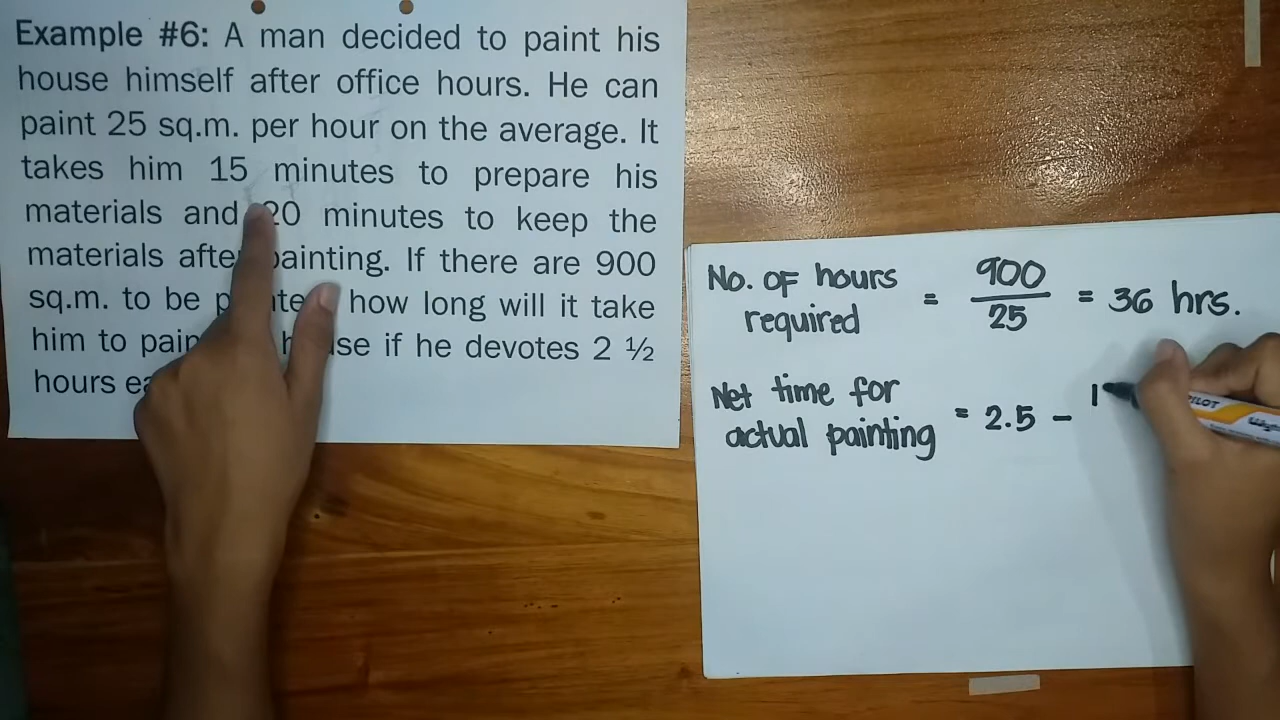 Example #6: A man decided to paint his
house himself after office hours. He can
paint 25 sq.m. per hour on the average. It
takes him 15 minutes to prepare his
materials and 20 minutes to keep the
materials after painting. If there are 900
sq.m. to be how long will it take
him to if he devotes 2 ½
hours
No. OF hours
required = 900/25 = 36 hrs.
Net time for
actual painting = 2.5 - 1
PILOT